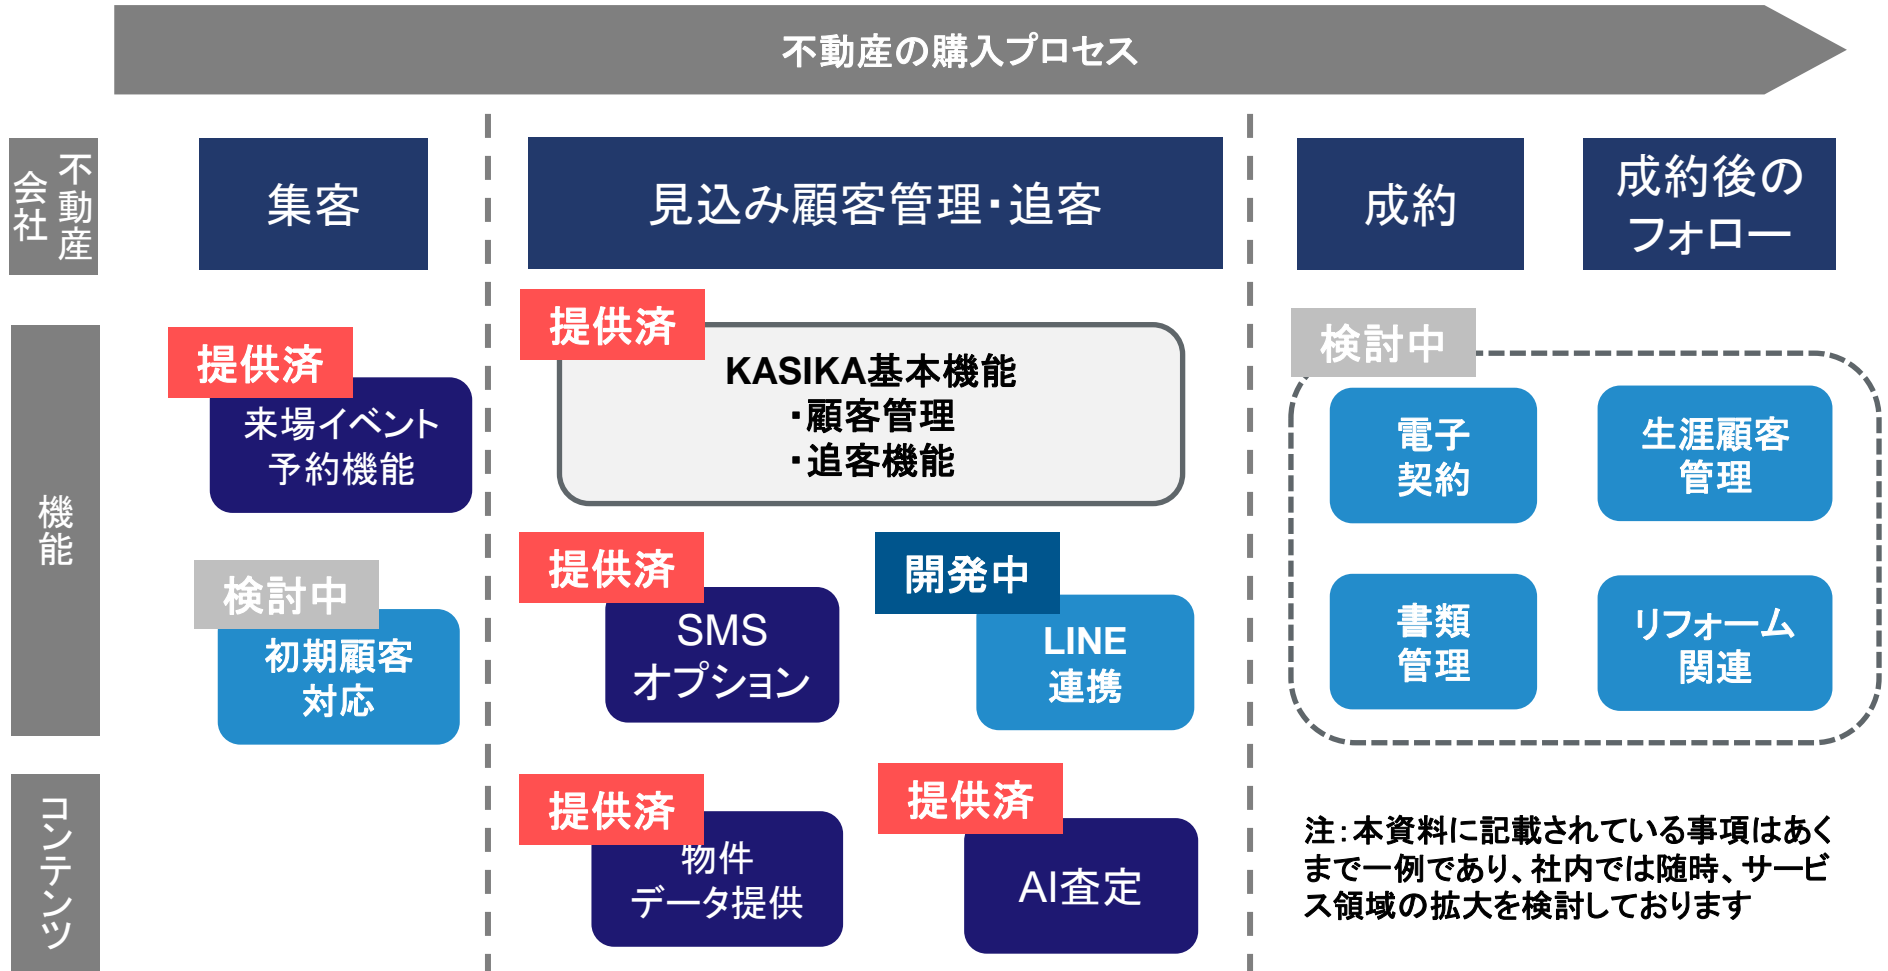 不動産の購入プロセス
不動産
会社
集客
見込み顧客管理・追客
成約
成約後の
フォロー
機能
提供済
来場イベント
予約機能
検討中
初期顧客
対応
提供済
KASIKA基本機能
・顧客管理
・追客機能
提供済
SMS
オプション
開発中
LINE
連携
検討中
電子
契約
生涯顧客
管理
書類
管理
リフォーム
関連
コンテンツ
提供済
物件
データ提供
提供済
AI査定
注：本資料に記載されている事項はあく
まで一例であり、社内では随時、サービ
ス領域の拡大を検討しております